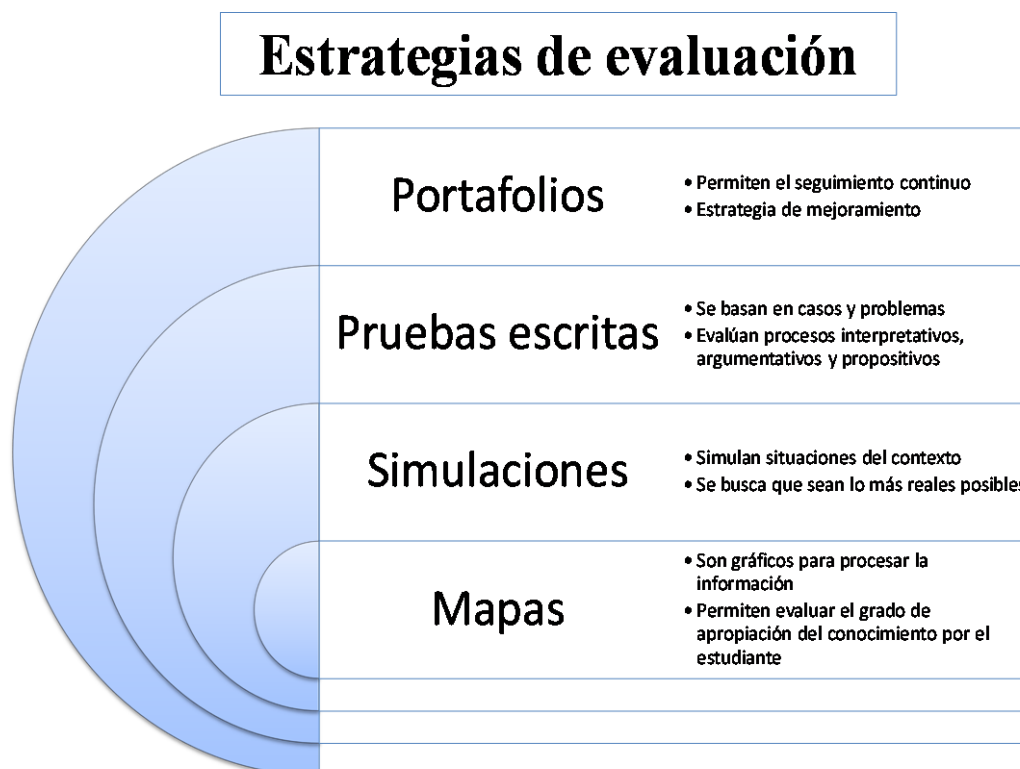 Estrategias de evaluación
Portafolios
• Permiten el seguimiento continuo
• Estrategia de mejoramiento
Pruebas escritas
• Se basan en casos y problemas
• Evalúan procesos interpretativos,
argumentativos y propositivos
Simulaciones
• Simulan situaciones del contexto
• Se busca que sean lo más reales posibles
Mapas
• Son gráficos para procesar la
información
• Permiten evaluar el grado de
apropiación del conocimiento por el
estudiante